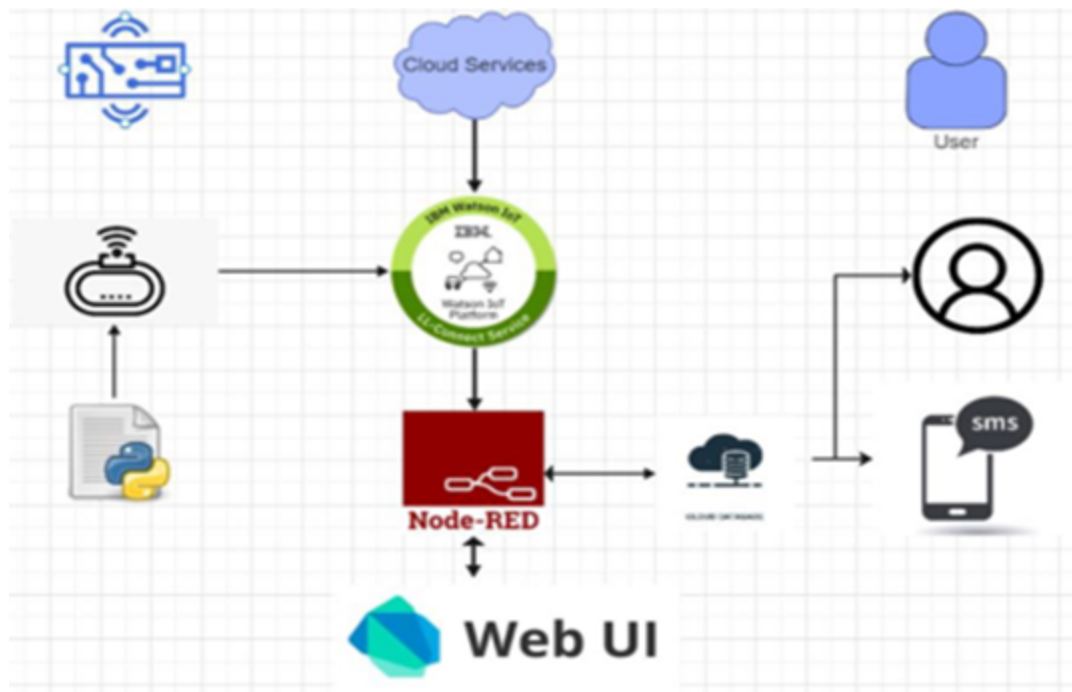 Cloud Services
User
IBM Watson IoT
IBM
Watson IoT
Platform
LL-Connect Service
sms
Node-RED
Web UI